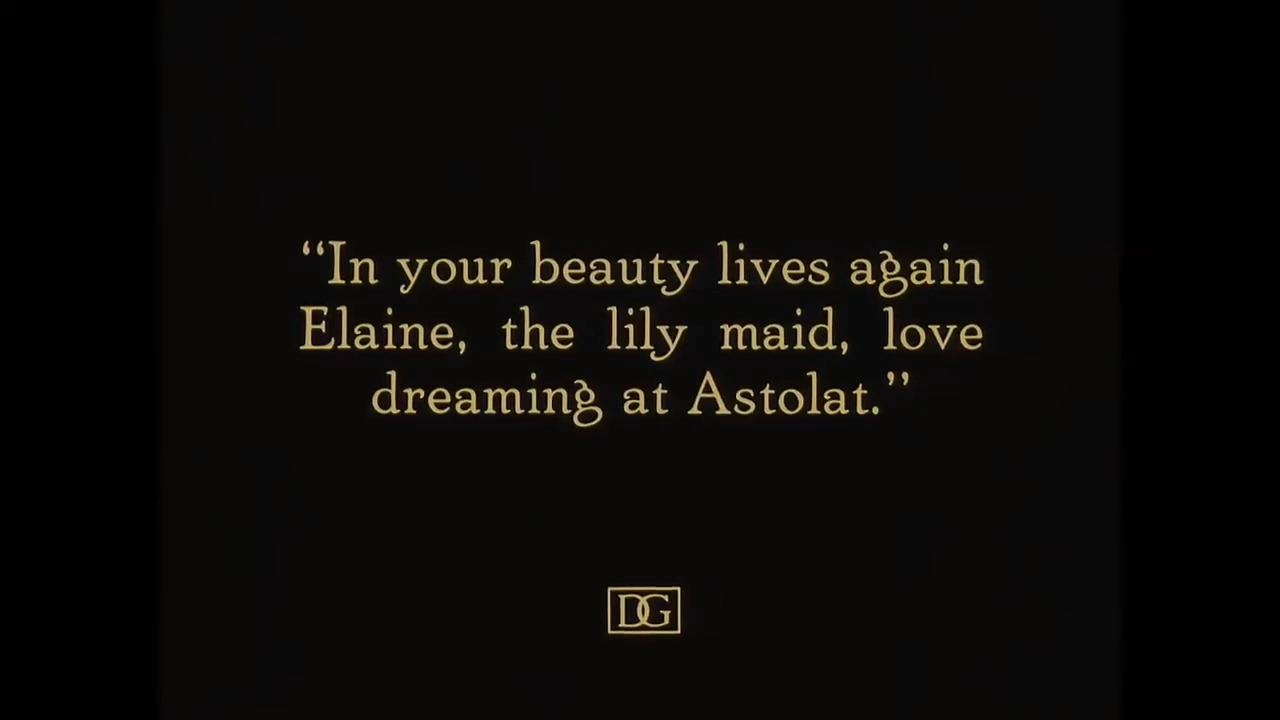 “In your beauty lives again
Elaine, the lily maid, love
dreaming at Astolat.”
DG